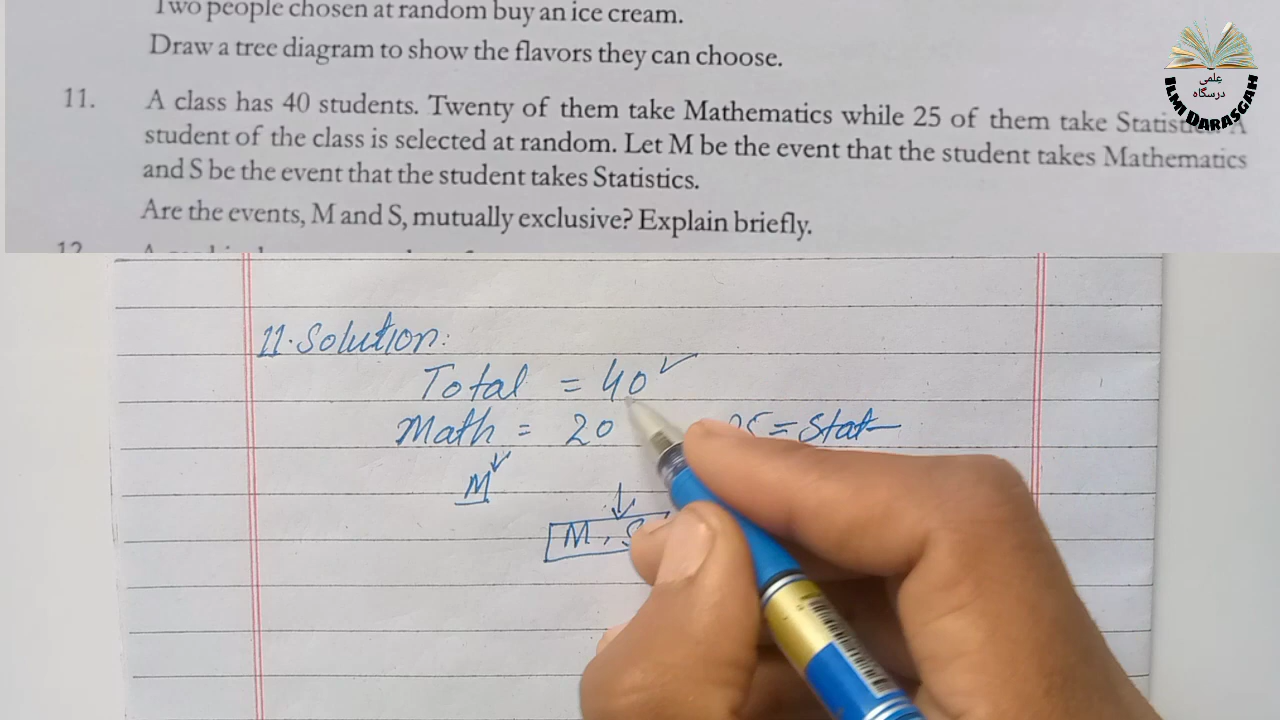 Two people chosen at random buy an ice cream.
Draw a tree diagram to show the flavors they can choose.
11. A class has 40 students. Twenty of them take Mathematics while 25 of them take Statistics. A
student of the class is selected at random. Let M be the event that the student takes Mathematics
and S be the event that the student takes Statistics.
Are the events, M and S, mutually exclusive? Explain briefly.
12
علمی
درسگاہ
ILMI DARASGAH
11. Solution:
Total = 40 ✓
Math = 20 25 = Stat
M
M, S